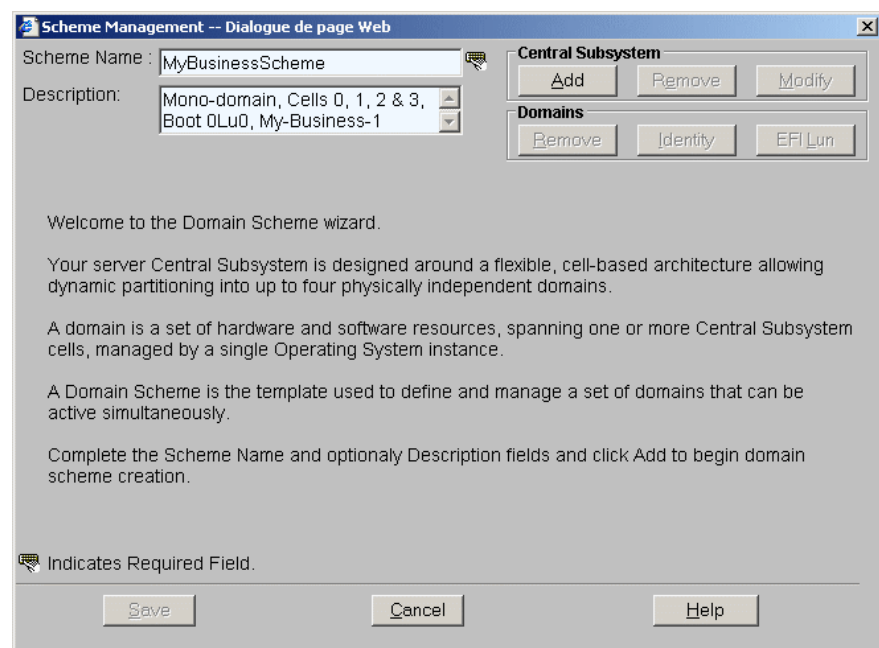 Scheme Management -- Dialogue de page Web
Scheme Name : MyBusinessScheme
Description: Mono-domain, Cells 0, 1, 2 & 3,
Boot 0Lu0, My-Business-1
Central Subsystem
Add Remove Modify
Domains
Remove Identity EFI Lun
Welcome to the Domain Scheme wizard.
Your server Central Subsystem is designed around a flexible, cell-based architecture allowing
dynamic partitioning into up to four physically independent domains.
A domain is a set of hardware and software resources, spanning one or more Central Subsystem
cells, managed by a single Operating System instance.
A Domain Scheme is the template used to define and manage a set of domains that can be
active simultaneously.
Complete the Scheme Name and optionaly Description fields and click Add to begin domain
scheme creation.
Indicates Required Field.
Save Cancel Help